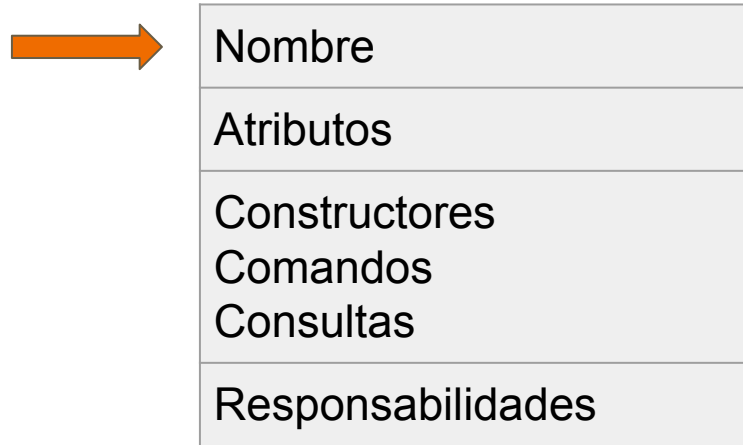 Nombre
Atributos
Constructores
Comandos
Consultas
Responsabilidades